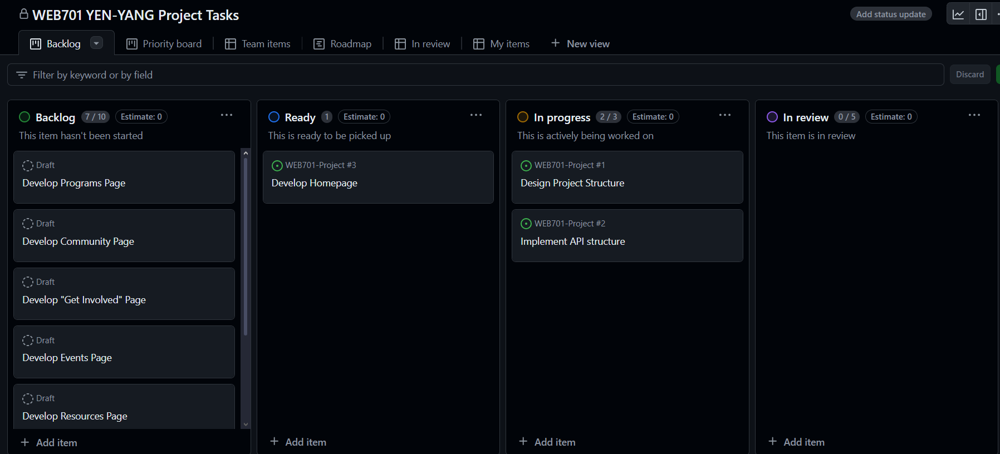 WEB701 YEN-YANG Project Tasks
Add status update
Backlog
Priority board
Team items
Roadmap
In review
My items
New view
Filter by keyword or by field
Discard
Backlog 7 / 10 Estimate: 0
This item hasn't been started
Draft
Develop Programs Page
Draft
Develop Community Page
Draft
Develop "Get Involved" Page
Draft
Develop Events Page
Draft
Develop Resources Page
Add item
Ready 1 Estimate: 0
This is ready to be picked up
WEB701-Project #3
Develop Homepage
Add item
In progress 2 / 3 Estimate: 0
This is actively being worked on
WEB701-Project #1
Design Project Structure
WEB701-Project #2
Implement API structure
Add item
In review 0 / 5 Estimate: 0
This item is in review
Add item